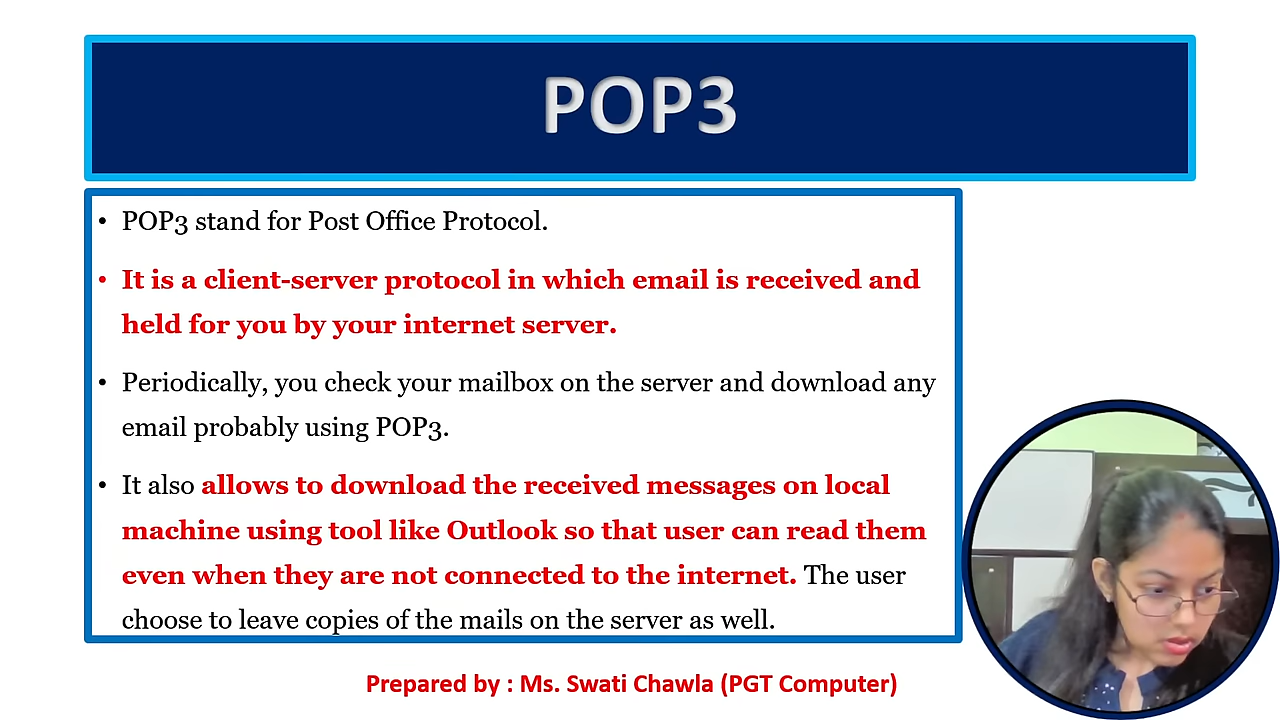 POP3
• POP3 stand for Post Office Protocol.
• It is a client-server protocol in which email is received and
held for you by your internet server.
• Periodically, you check your mailbox on the server and download any
email probably using POP3.
• It also allows to download the received messages on local
machine using tool like Outlook so that user can read them
even when they are not connected to the internet. The user
choose to leave copies of the mails on the server as well.
Prepared by : Ms. Swati Chawla (PGT Computer)